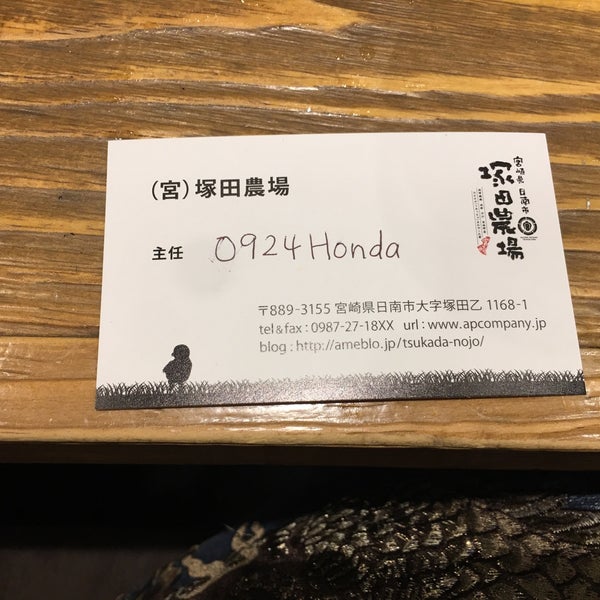 (宮)塚田農場
主任 0924Honda
宮崎県 日南市
塚田農場
〒889-3155 宮崎県日南市大字塚田乙 1168-1
tel&fax : 0987-27-18XX url : www.apcompany.jp
blog : http://ameblo.jp/tsukada-nojo/